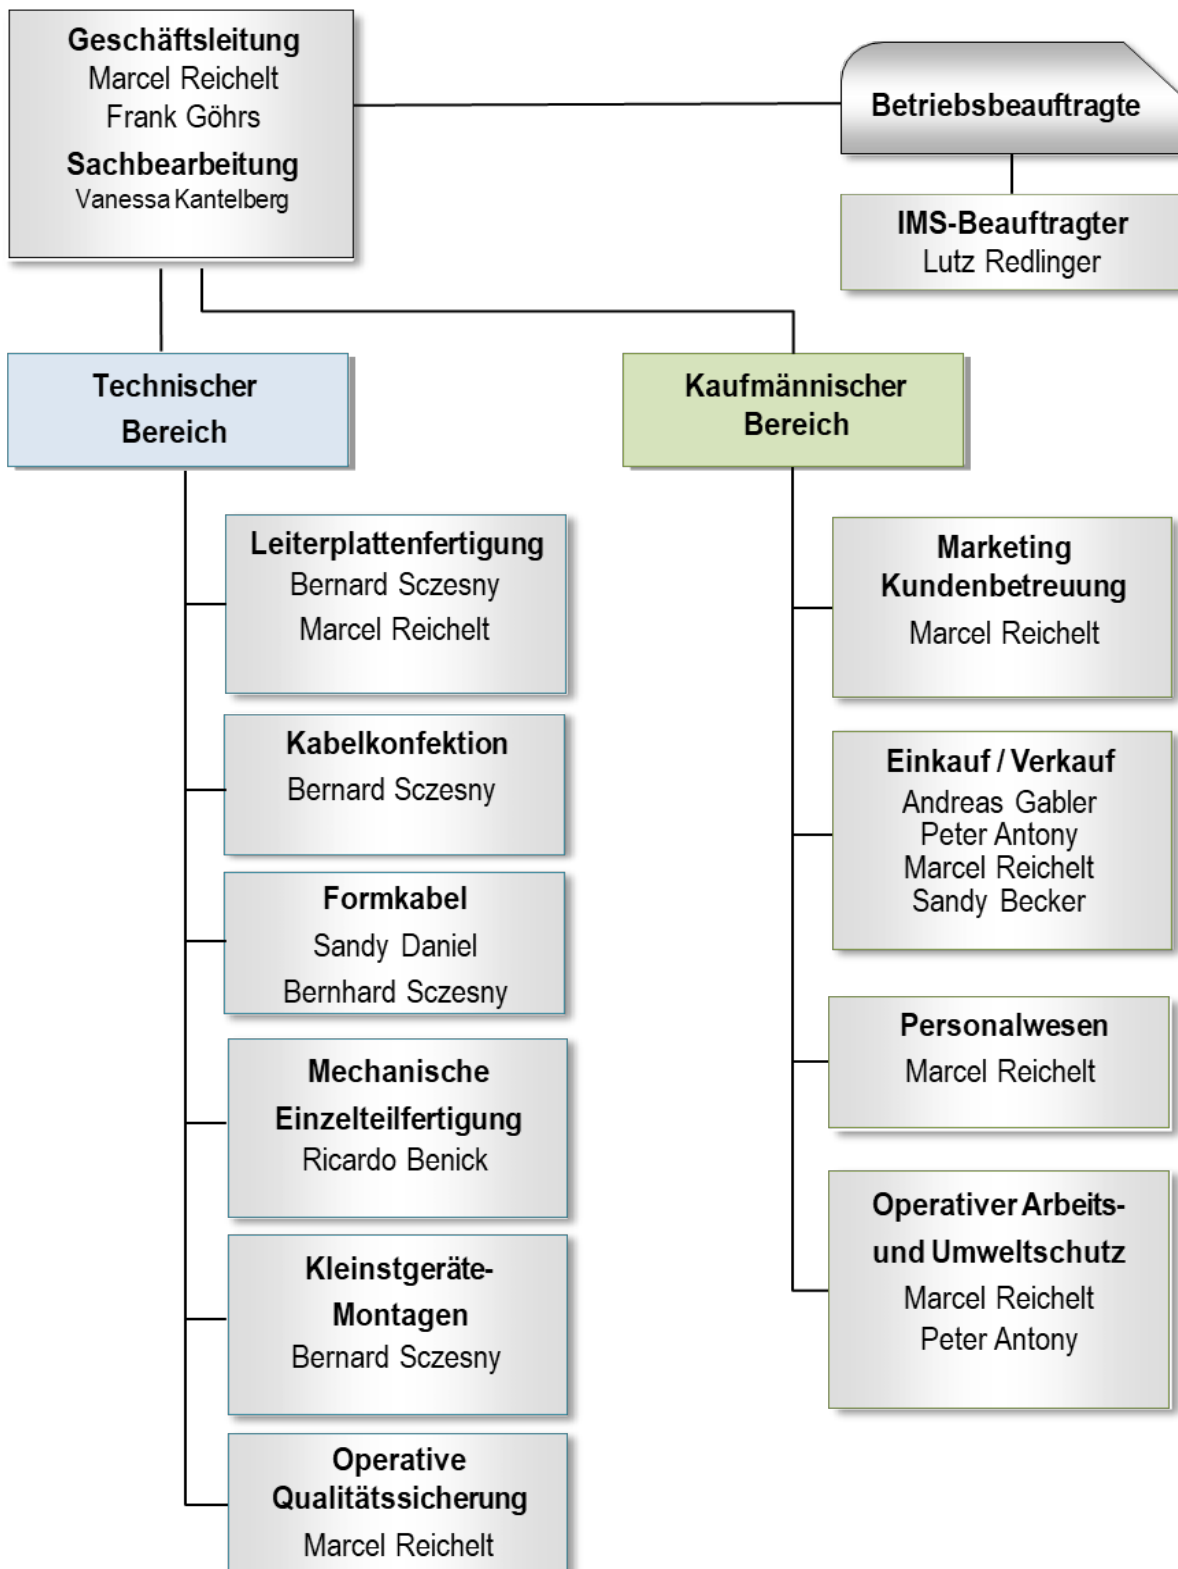 Geschäftsleitung
Marcel Reichelt
Frank Göhrs
Sachbearbeitung
Vanessa Kantelberg
Betriebsbeauftragte
IMS-Beauftragter
Lutz Redlinger
Technischer
Bereich
Leiterplattenfertigung
Bernard Sczesny
Marcel Reichelt
Kabelkonfektion
Bernard Sczesny
Formkabel
Sandy Daniel
Bernhard Sczesny
Mechanische
Einzelteilfertigung
Ricardo Benick
Kleinstgeräte-
Montagen
Bernard Sczesny
Operative
Qualitätssicherung
Marcel Reichelt
Kaufmännischer
Bereich
Marketing
Kundenbetreuung
Marcel Reichelt
Einkauf / Verkauf
Andreas Gabler
Peter Antony
Marcel Reichelt
Sandy Becker
Personalwesen
Marcel Reichelt
Operativer Arbeits-
und Umweltschutz
Marcel Reichelt
Peter Antony